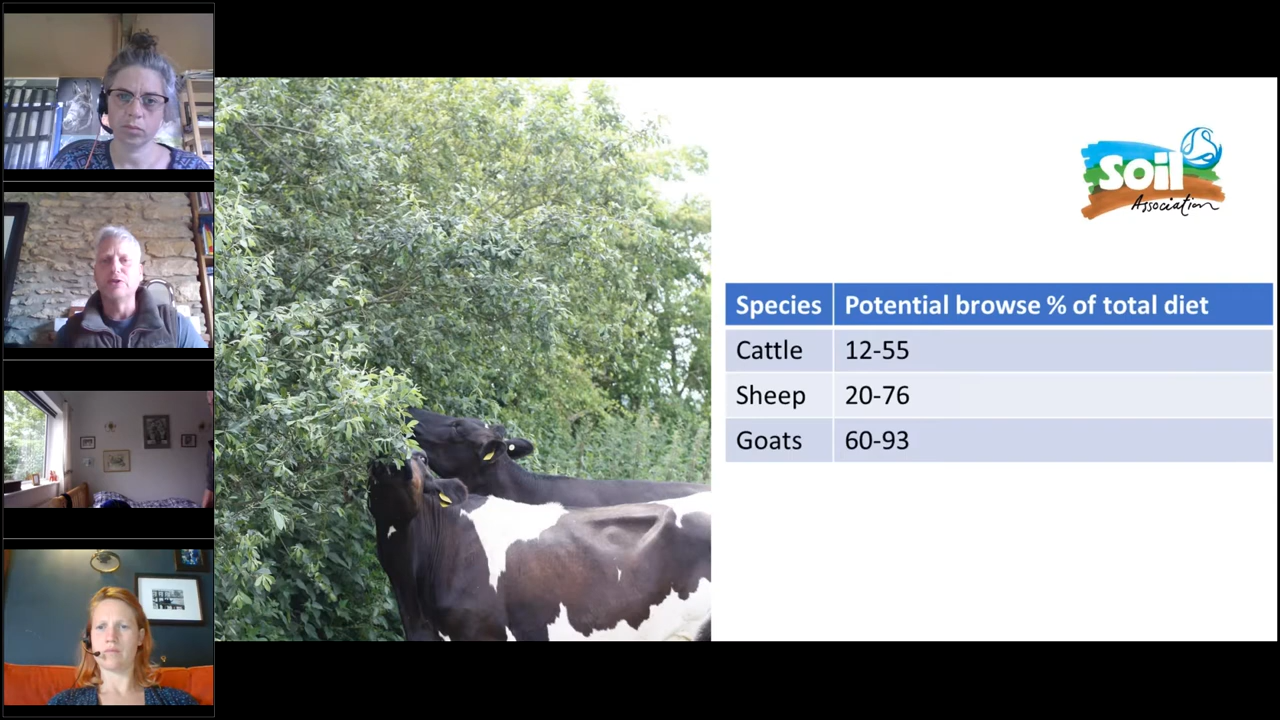 soil
Association
Species Potential browse % of total diet
Cattle 12-55
Sheep 20-76
Goats 60-93